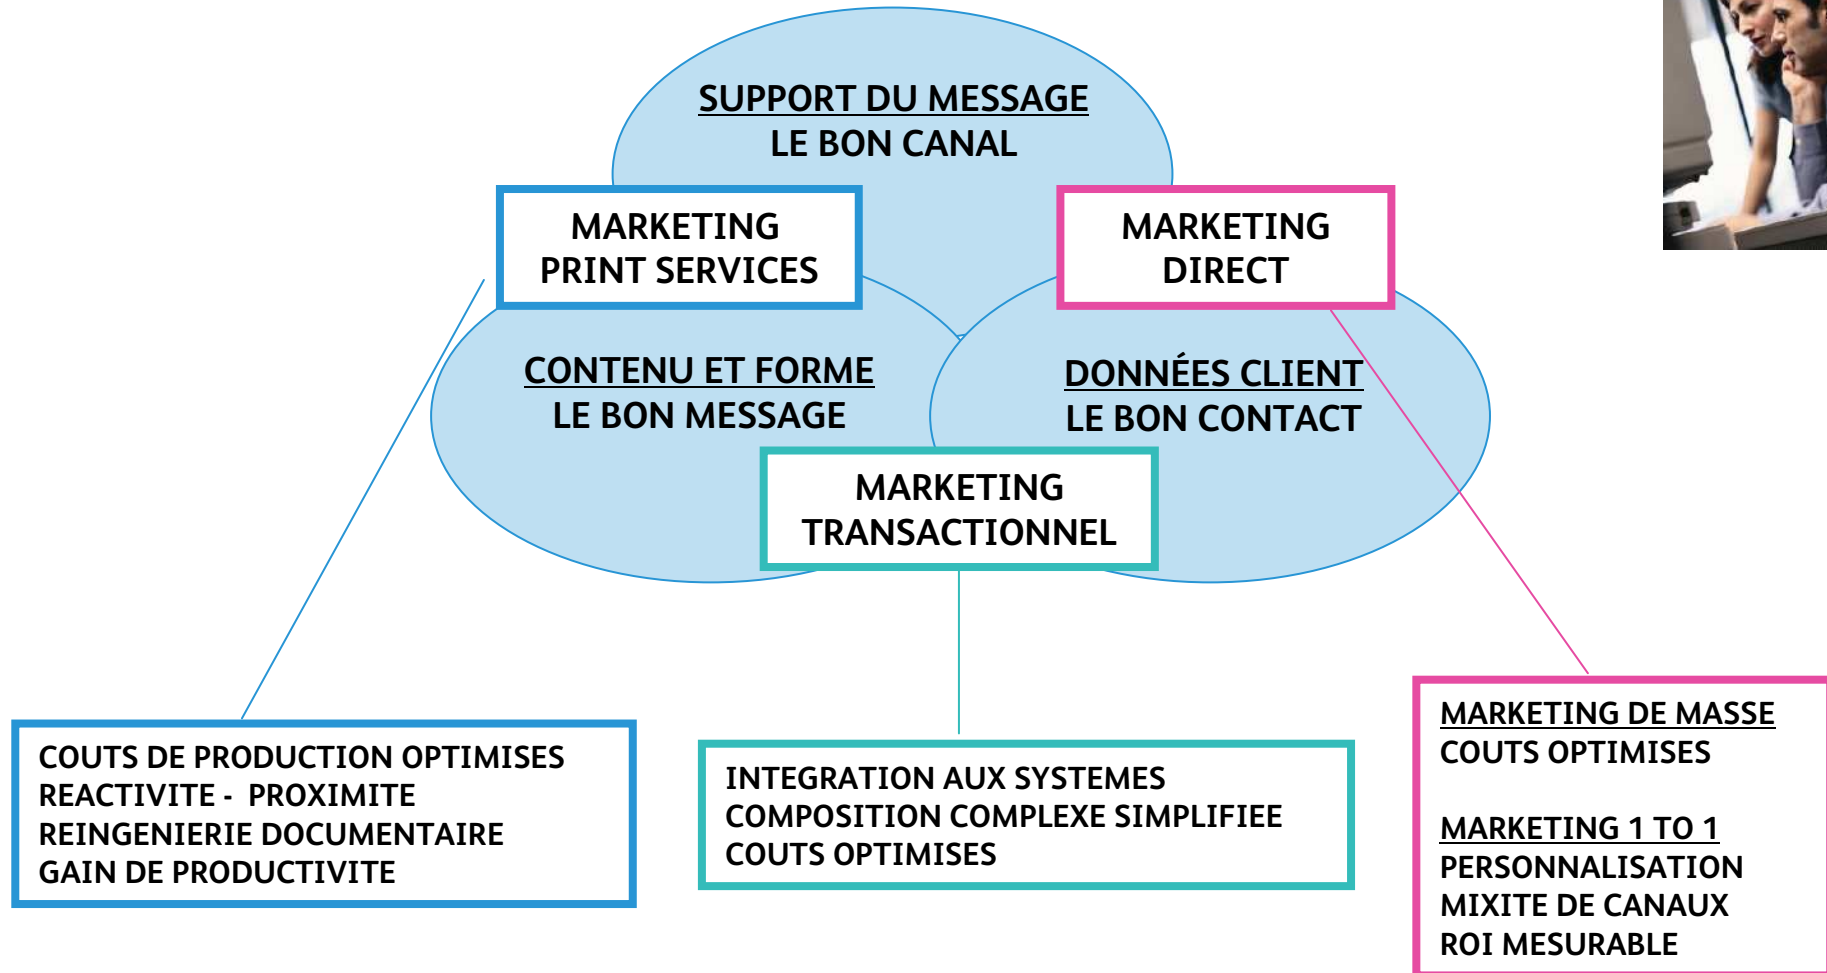 SUPPORT DU MESSAGE
LE BON CANAL
MARKETING
PRINT SERVICES
MARKETING
DIRECT
CONTENU ET FORME
LE BON MESSAGE
DONNÉES CLIENT
LE BON CONTACT
MARKETING
TRANSACTIONNEL
COUTS DE PRODUCTION OPTIMISES
REACTIVITE - PROXIMITE
REINGENIERIE DOCUMENTAIRE
GAIN DE PRODUCTIVITE
INTEGRATION AUX SYSTEMES
COMPOSITION COMPLEXE SIMPLIFIEE
COUTS OPTIMISES
MARKETING DE MASSE
COUTS OPTIMISES
MARKETING 1 TO 1
PERSONNALISATION
MIXITE DE CANAUX
ROI MESURABLE